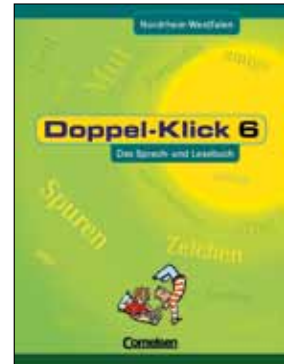 Nordrhein-Westfalen
Mut
Doppel-Klick 6
Das Sprach- und Lesebuch
Spuren
Zeichen
Cornelsen